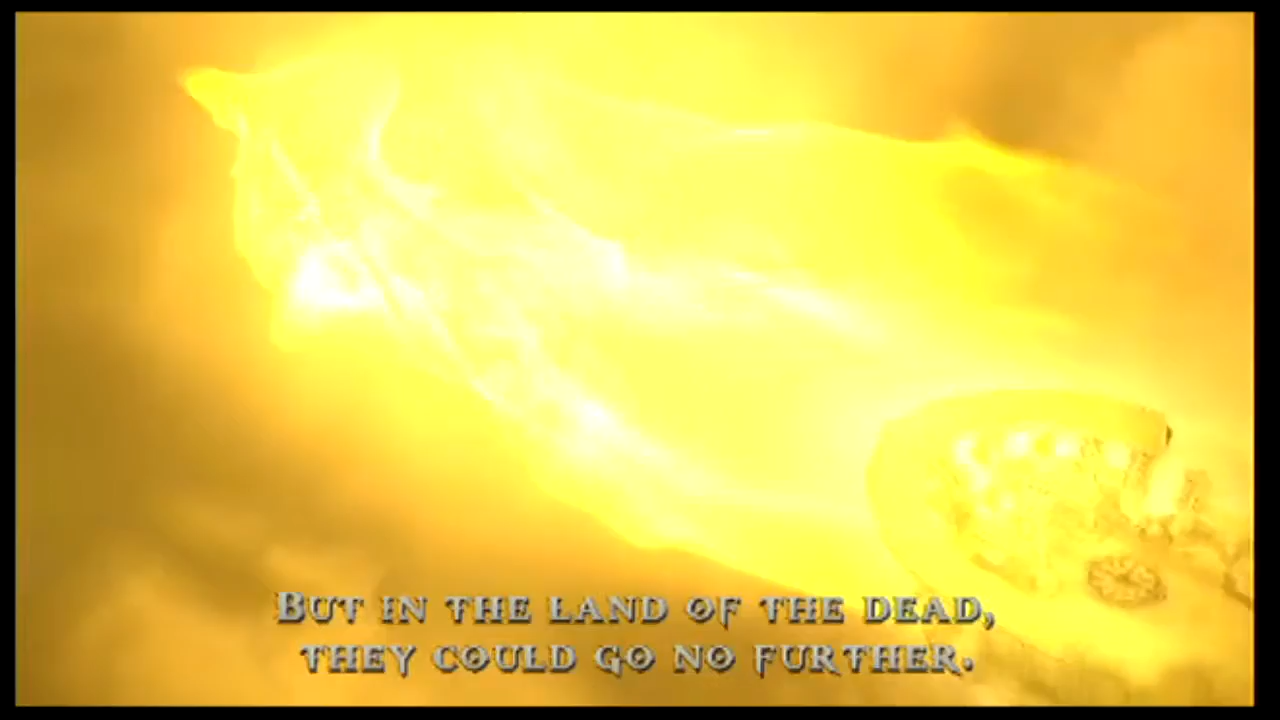 But in the land of the dead,
they could go no further.